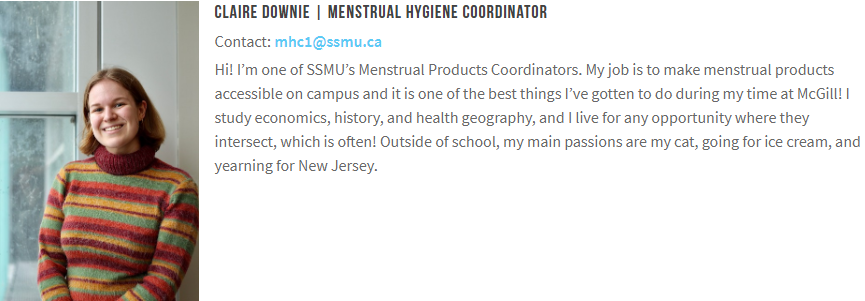 CLAIRE DOWNIE | MENSTRUAL HYGIENE COORDINATOR
Contact: mhc1@ssmu.ca
Hi! I’m one of SSMU’s Menstrual Products Coordinators. My job is to make menstrual products
accessible on campus and it is one of the best things I’ve gotten to do during my time at McGill! I
study economics, history, and health geography, and I live for any opportunity where they
intersect, which is often! Outside of school, my main passions are my cat, going for ice cream, and
yearning for New Jersey.